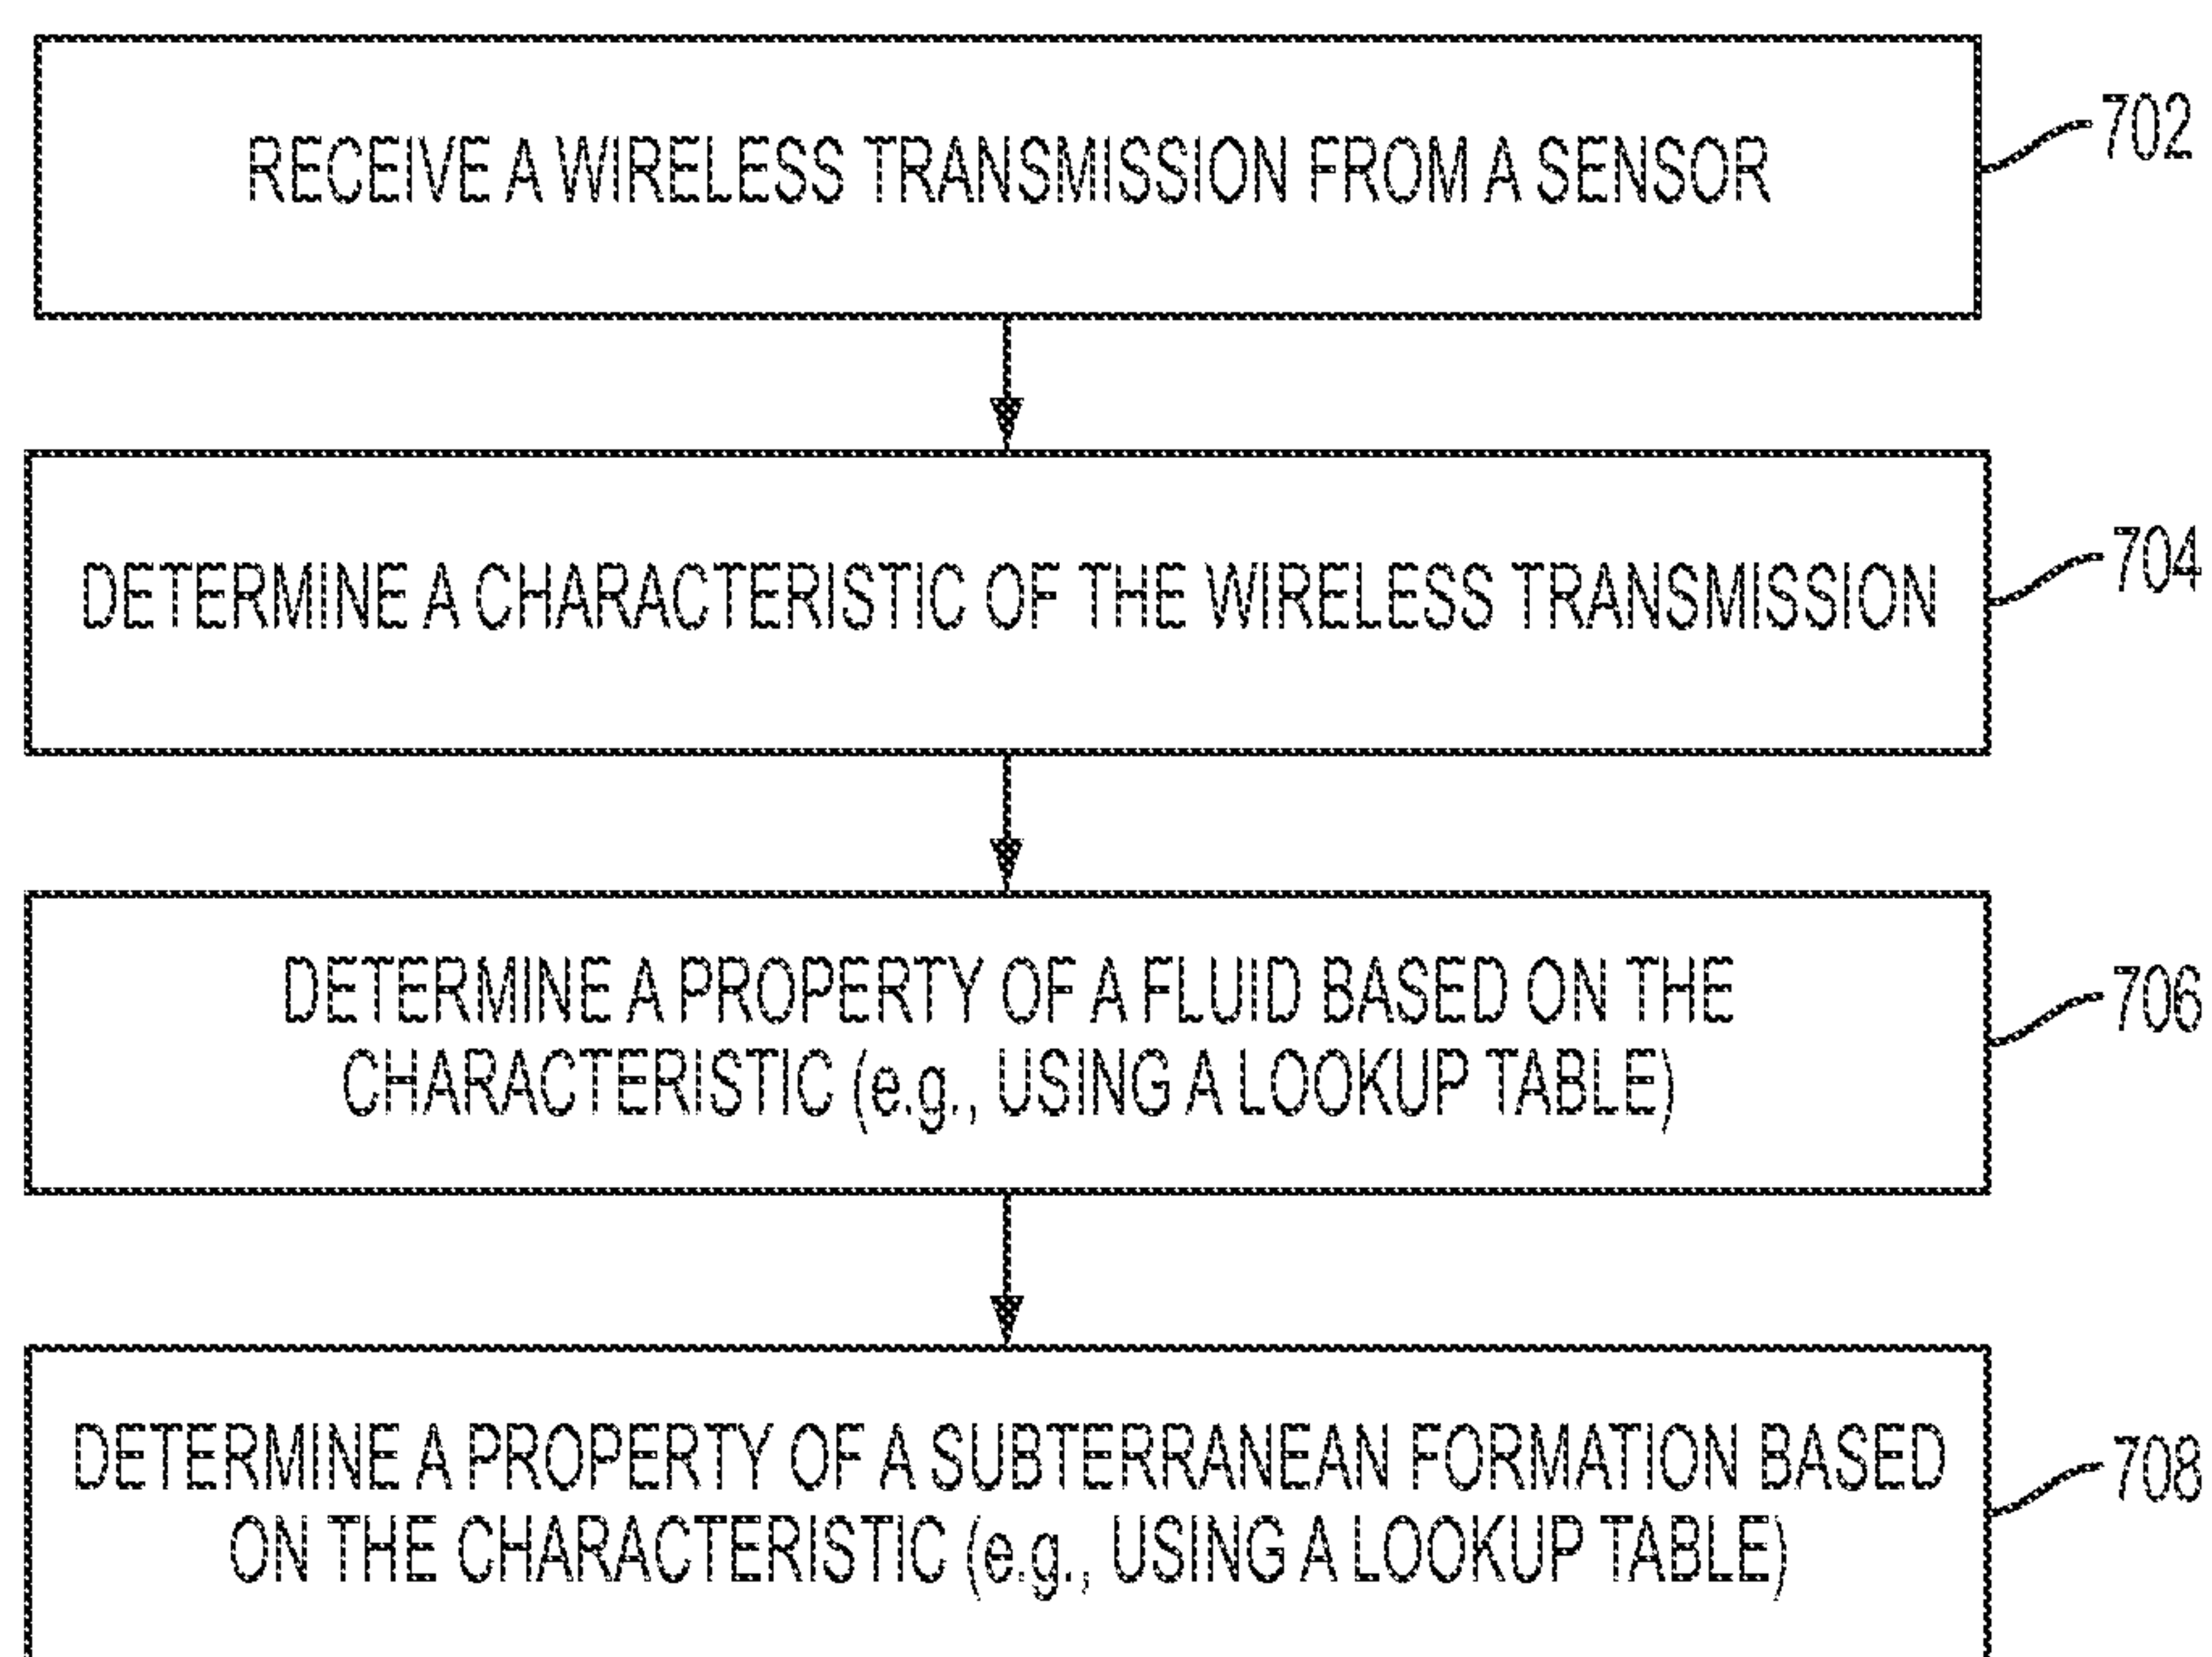 RECEIVE A WIRELESS TRANSMISSION FROM A SENSOR
702
DETERMINE A CHARACTERISTIC OF THE WIRELESS TRANSMISSION
704
DETERMINE A PROPERTY OF A FLUID BASED ON THE
CHARACTERISTIC (e.g., USING A LOOKUP TABLE)
706
DETERMINE A PROPERTY OF A SUBTERRANEAN FORMATION BASED
ON THE CHARACTERISTIC (e.g., USING A LOOKUP TABLE)
708